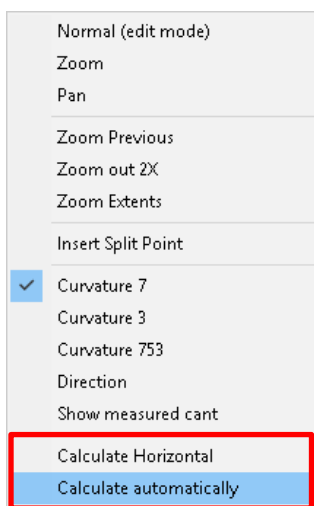 Normal (edit mode)
Zoom
Pan
Zoom Previous
Zoom out 2X
Zoom Extents
Insert Split Point
Curvature 7
Curvature 3
Curvature 753
Direction
Show measured cant
Calculate Horizontal
Calculate automatically